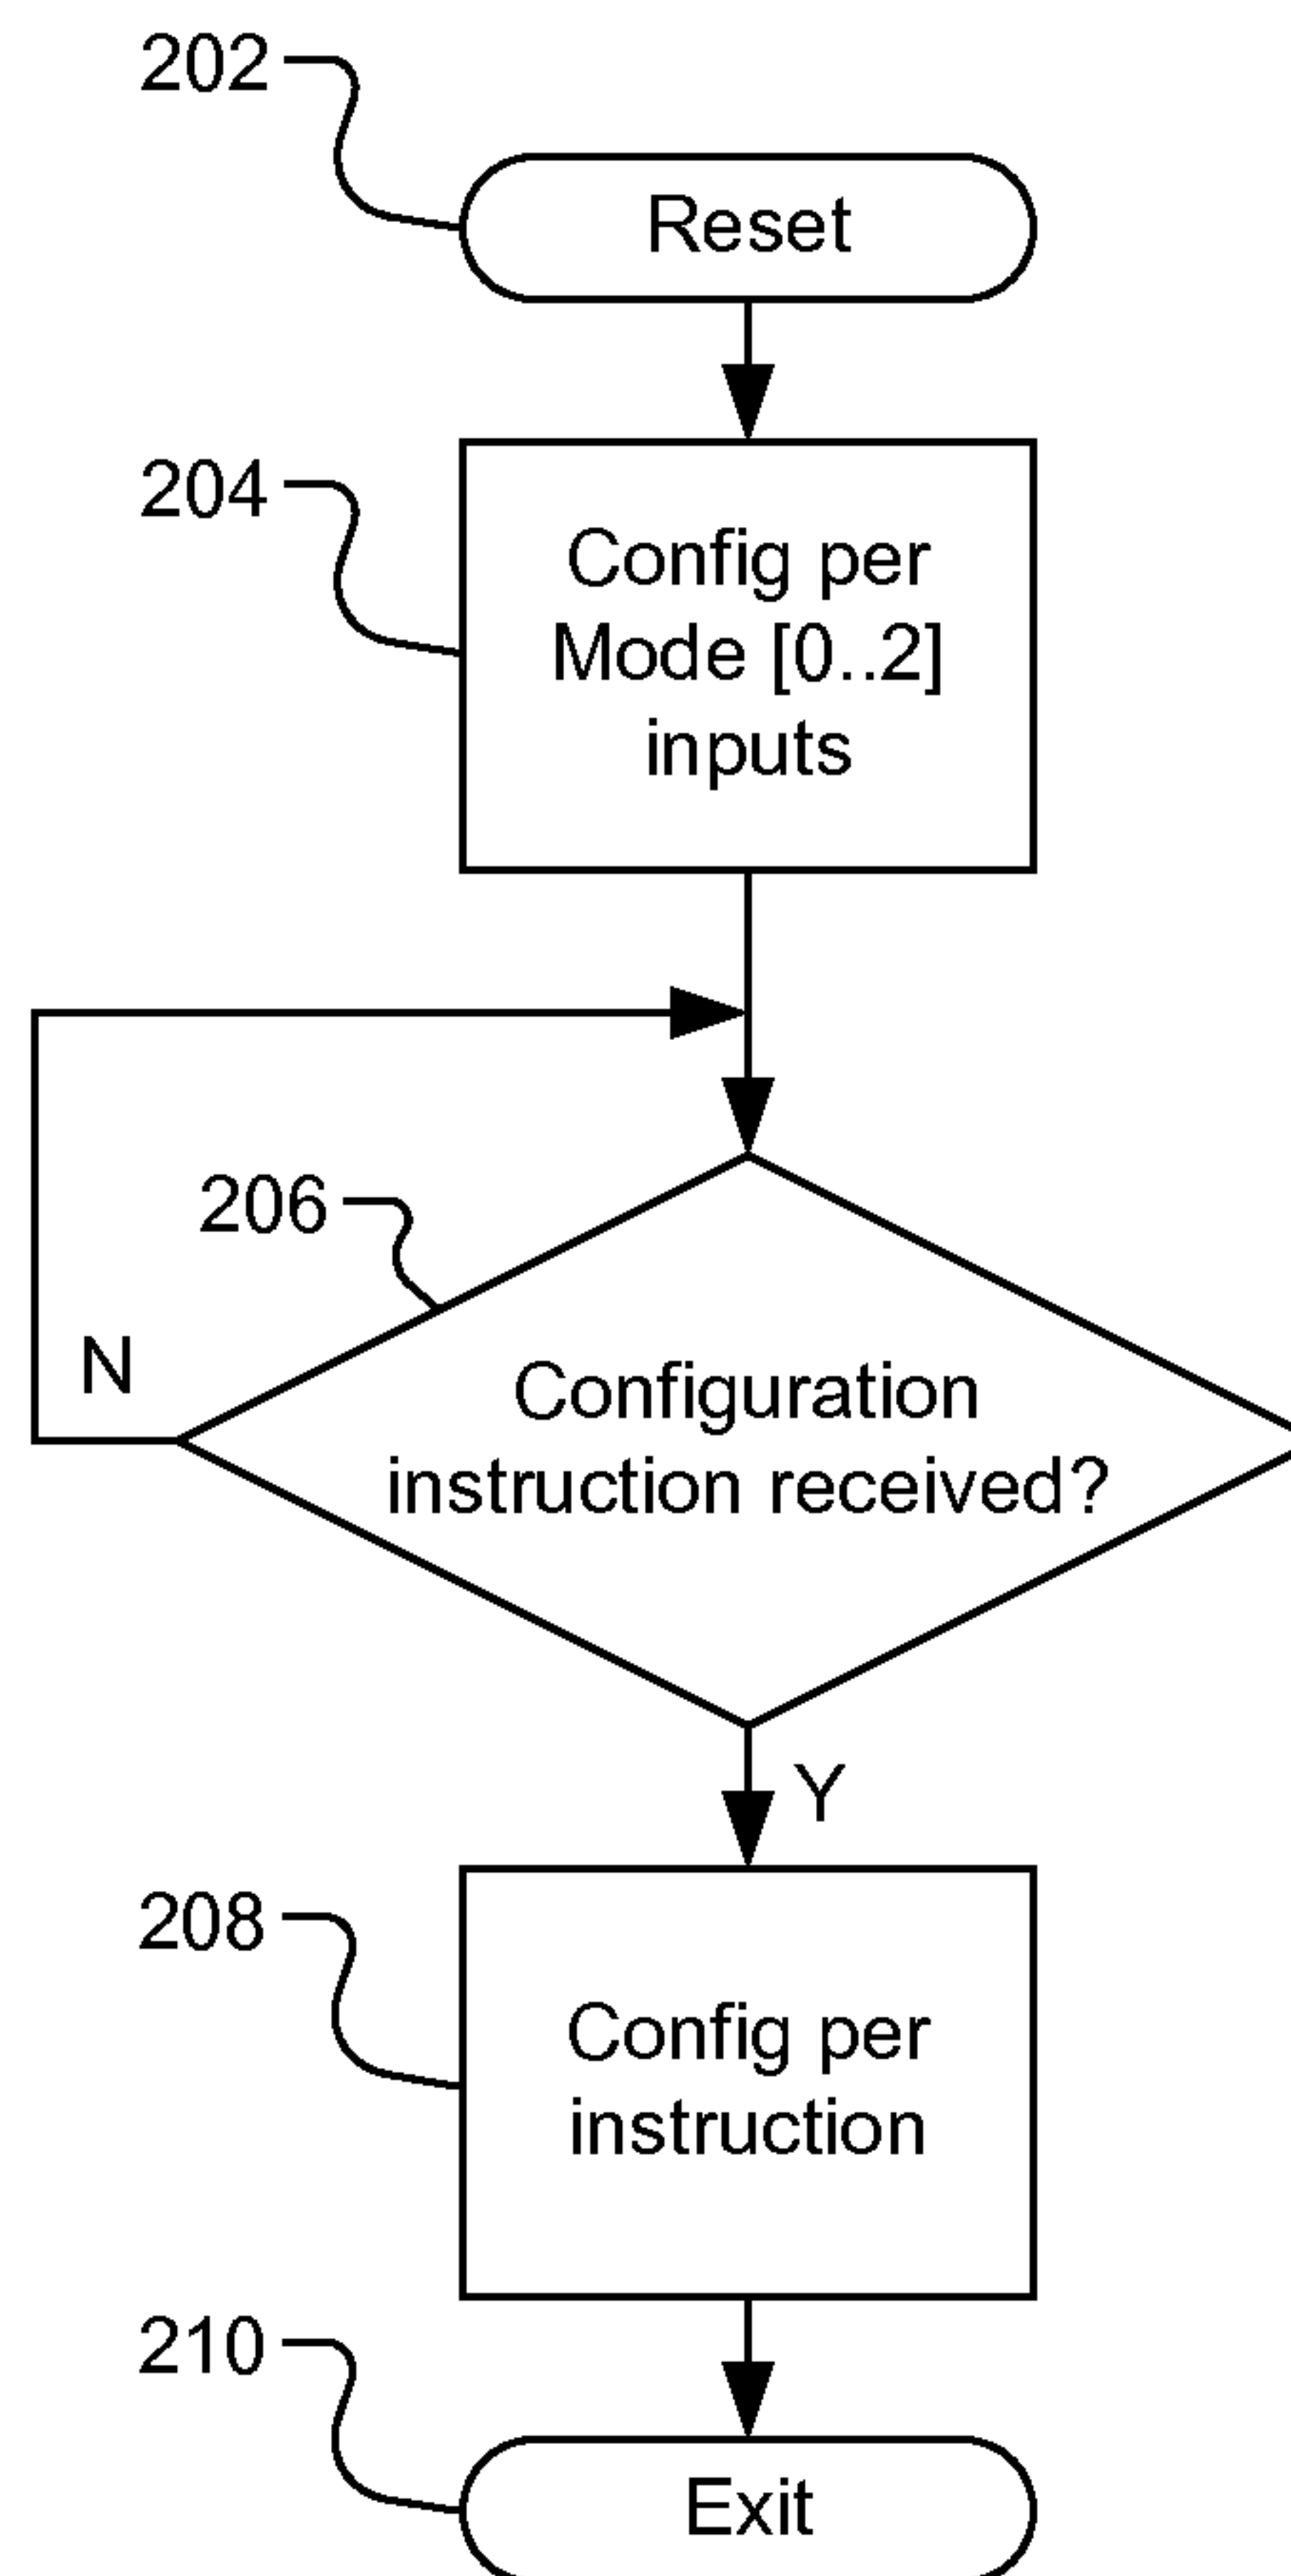 202
Reset
204
Config per
Mode [0..2]
inputs
206
N
Configuration
instruction received?
Y
208
Config per
instruction
210
Exit